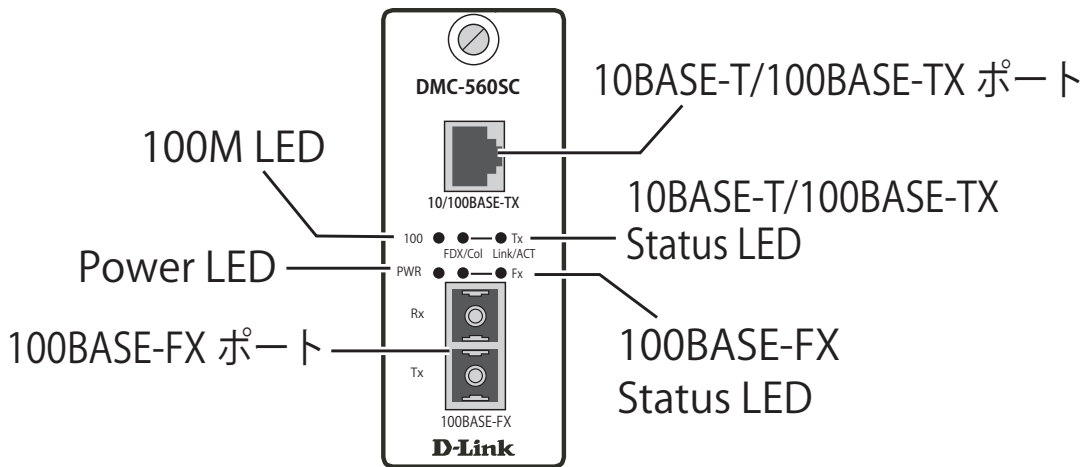 DMC-560SC
10BASE-T/100BASE-TX ポート
100M LED
10/100BASE-TX
10BASE-T/100BASE-TX
Status LED
100
Tx
FDX/Col Link/ACT
Power LED
PWR
Fx
Rx
100BASE-FX ポート
100BASE-FX
Status LED
Tx
100BASE-FX
D-Link